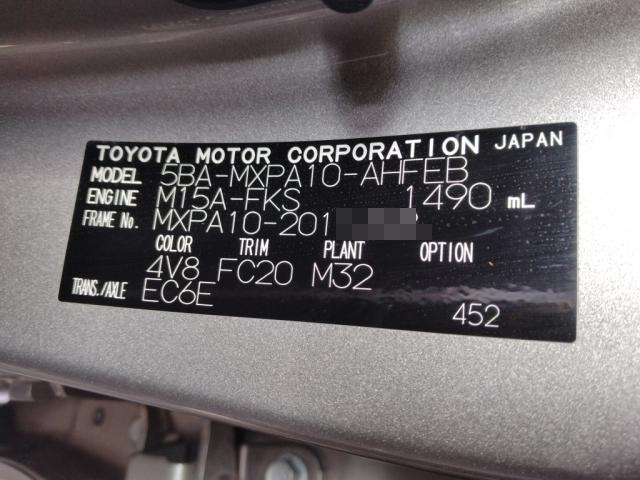 TOYOTA MOTOR CORPORATION JAPAN
MODEL 5BA-MXPA10-AHFEB
ENGINE M15A-FKS 1490 mL
FRAME No. MXPA10-201
COLOR TRIM PLANT OPTION
4V8 FC20 M32
TRANS./AXLE EC6E
452